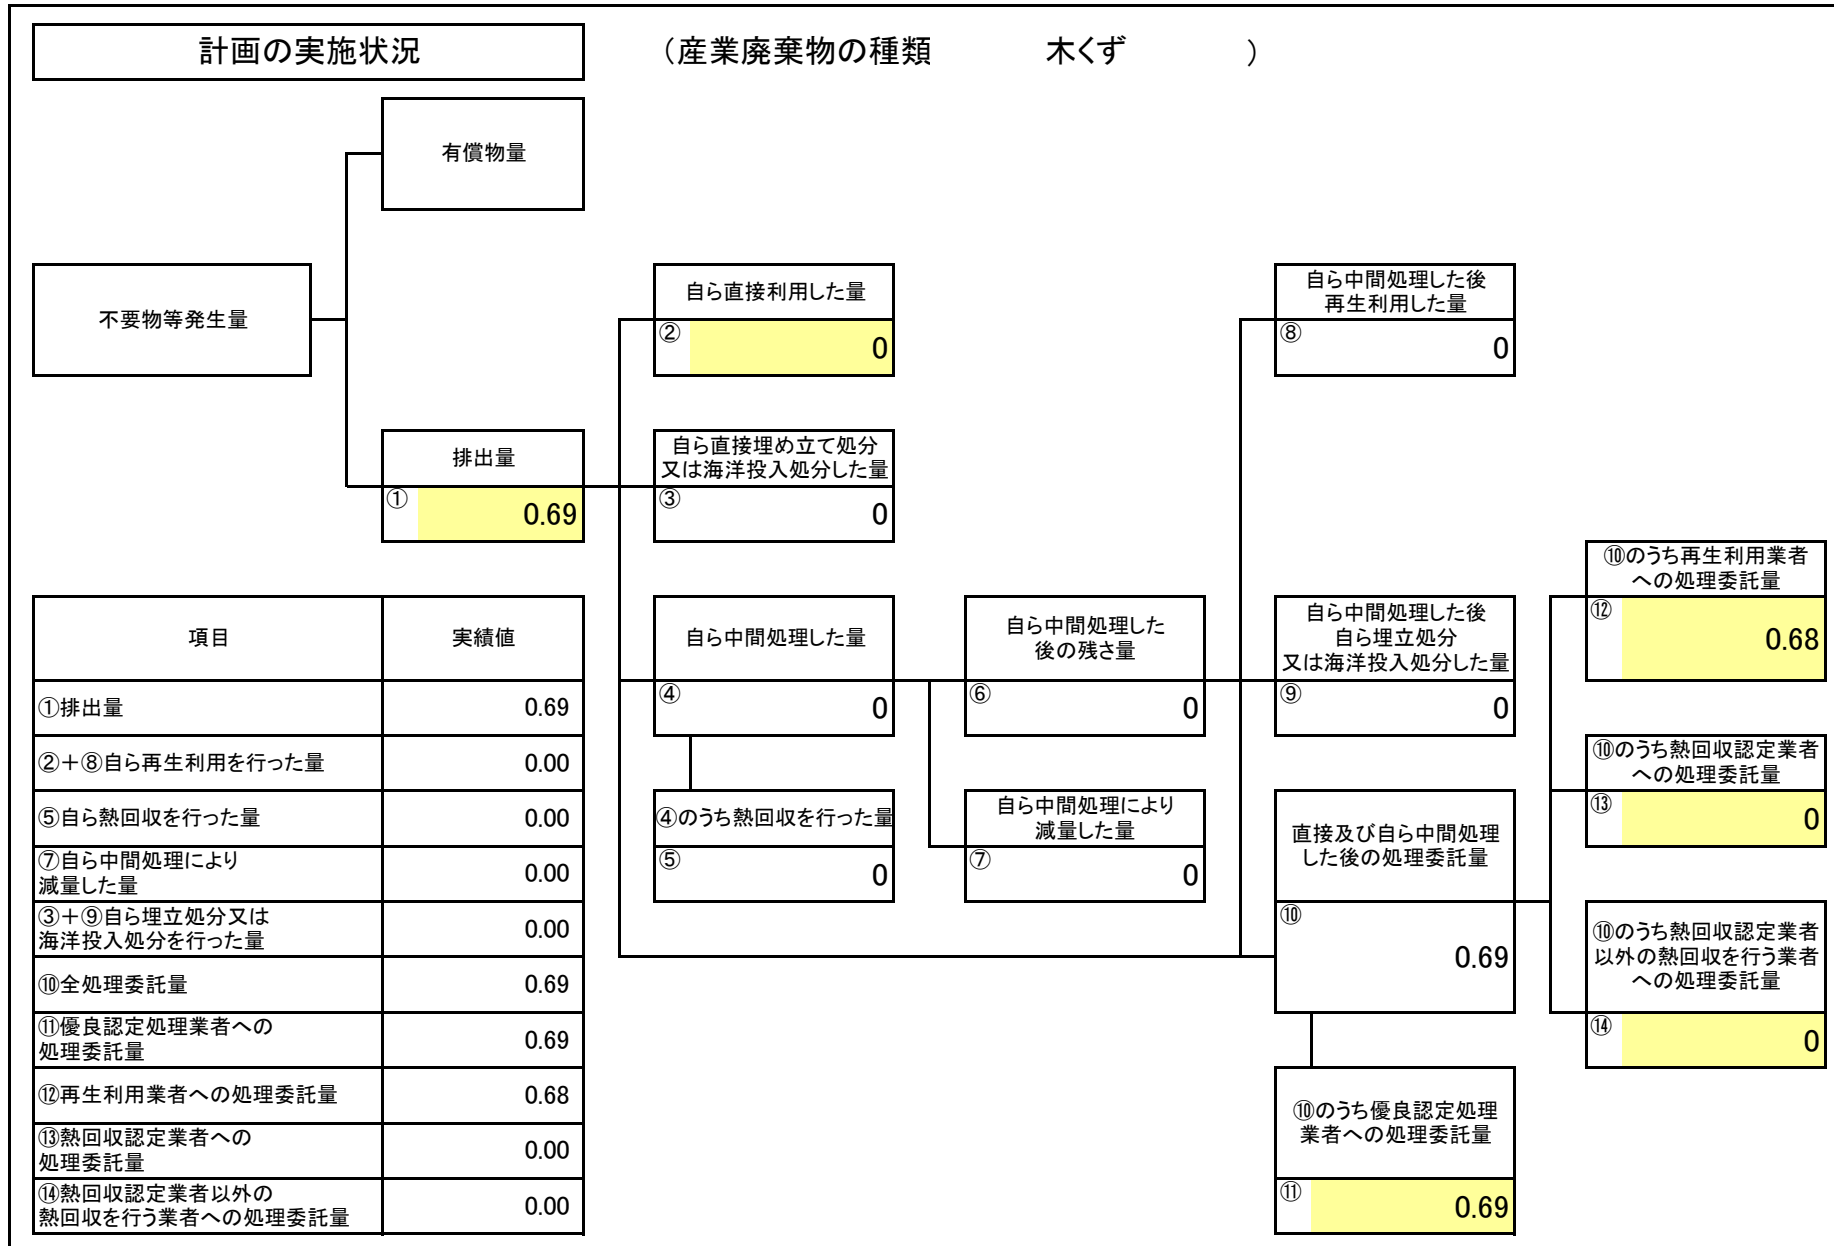 計画の実施状況
（産業廃棄物の種類　木くず　）
有償物量
不要物等発生量
自ら直接利用した量
②
0
自ら中間処理した後
再生利用した量
⑧
0
排出量
①
0.69
自ら直接埋め立て処分
又は海洋投入処分した量
③
0
⑩のうち再生利用業者
への処理委託量
⑫
0.68
自ら中間処理した量
④
0
自ら中間処理した
後の残さ量
⑥
0
自ら中間処理した後
自ら埋立処分
又は海洋投入処分した量
⑨
0
⑩のうち熱回収認定業者
への処理委託量
⑬
0
④のうち熱回収を行った量
⑤
0
自ら中間処理により
減量した量
⑦
0
直接及び自ら中間処理
した後の処理委託量
⑩
0.69
⑩のうち熱回収認定業者
以外の熱回収を行う業者
への処理委託量
⑭
0
⑩のうち優良認定処理
業者への処理委託量
⑪
0.69
項目 実績値
①排出量 0.69
②＋⑧自ら再生利用を行った量 0.00
⑤自ら熱回収を行った量 0.00
⑦自ら中間処理により
減量した量 0.00
③＋⑨自ら埋立処分又は
海洋投入処分を行った量 0.00
⑩全処理委託量 0.69
⑪優良認定処理業者への
処理委託量 0.69
⑫再生利用業者への処理委託量 0.68
⑬熱回収認定業者への
処理委託量 0.00
⑭熱回収認定業者以外の
熱回収を行う業者への処理委託量 0.00